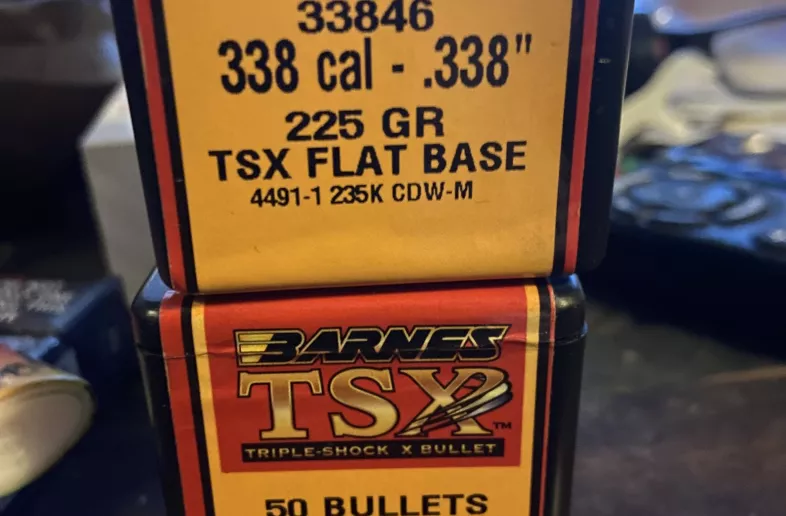 33846
338 cal - .338"
225 GR
TSX FLAT BASE
4491-1 235K CDW-M
BARNES
TSX™
TRIPLE-SHOCK X BULLET
50 BULLETS